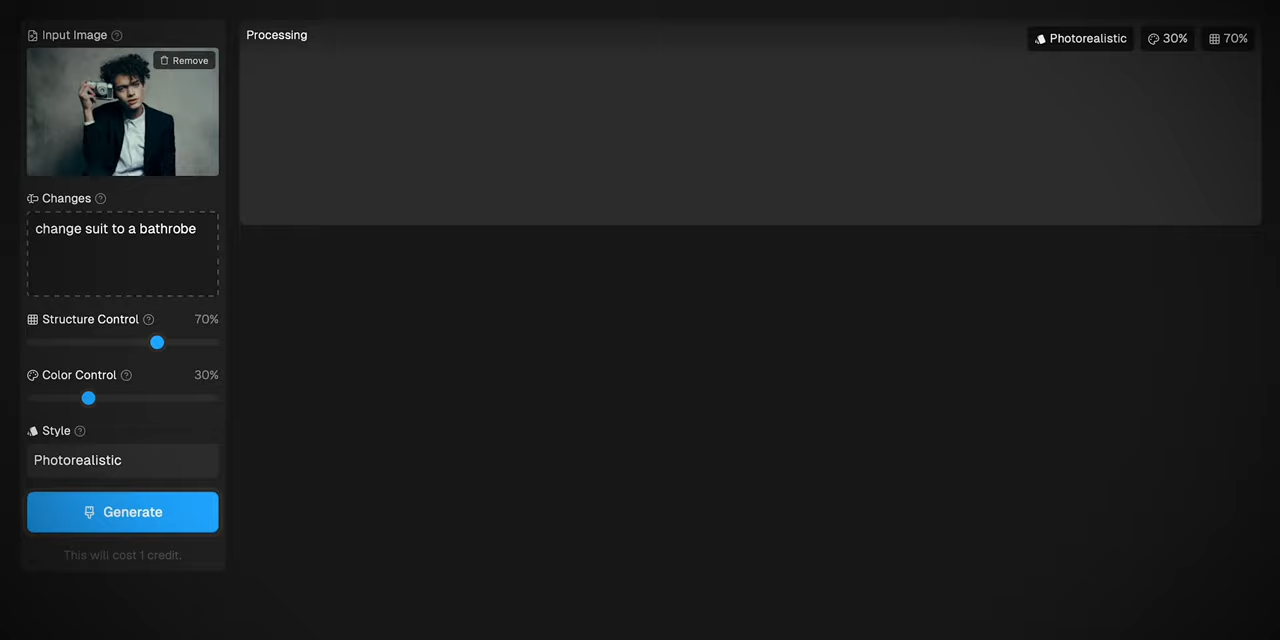 Input Image
Remove
Changes
change suit to a bathrobe
Structure Control 70%
Color Control 30%
Style
Photorealistic
Generate
This will cost 1 credit.
Processing
Photorealistic 30% 70%